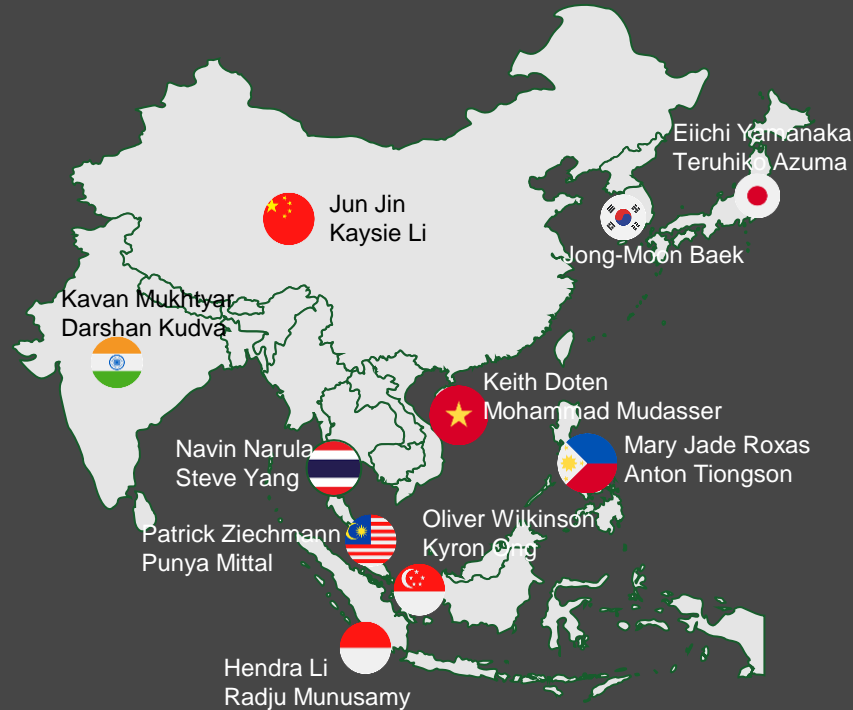 Eiichi Yamanaka
Teruhiko Azuma
Jun Jin
Kaysie Li
Jong-Moon Baek
Kavan Mukhtyar
Darshan Kudva
Keith Doten
Mohammad Mudasser
Navin Narula
Steve Yang
Mary Jade Roxas
Anton Tiongson
Patrick Ziechmann
Punya Mittal
Oliver Wilkinson
Kyron Ong
Hendra Li
Radju Munusamy